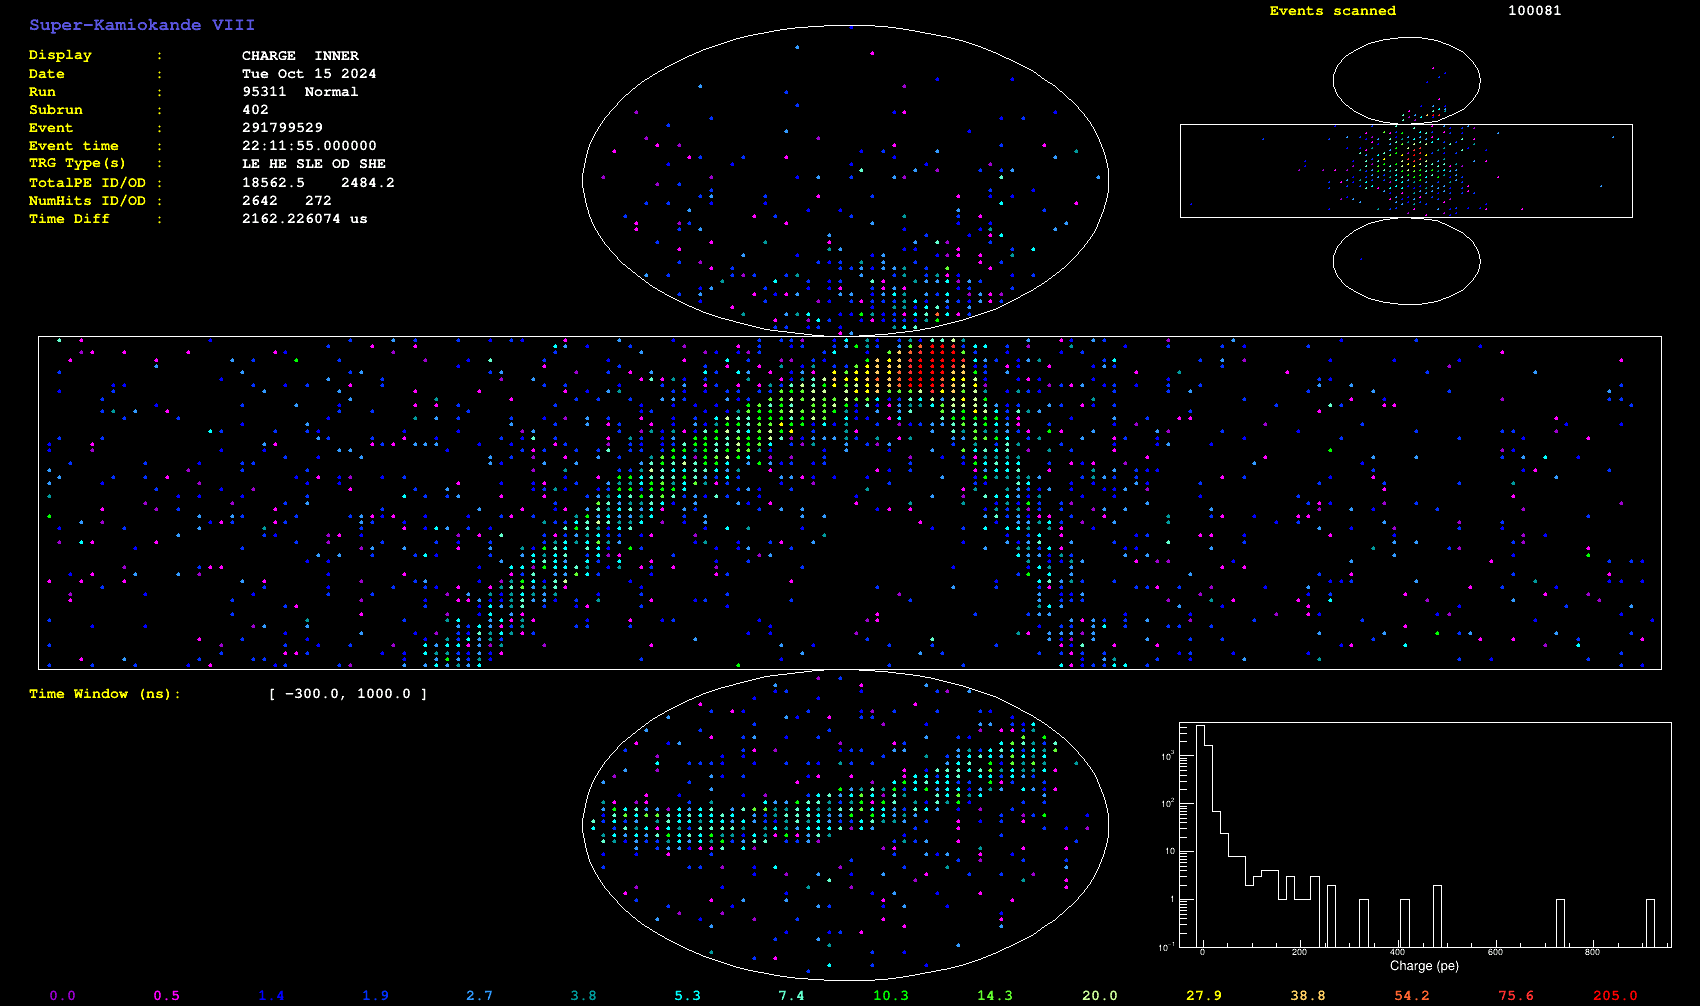 Super-Kamiokande VIII
Display : CHARGE INNER
Date : Tue Oct 15 2024
Run : 95311 Normal
Subrun : 402
Event : 291799529
Event time : 22:11:55.000000
TRG Type(s) : LE HE SLE OD SHE
TotalPE ID/OD : 18562.5 2484.2
NumHits ID/OD : 2642 272
Time Diff : 2162.226074 us
Events scanned 100081
Time Window (ns): [ -300.0, 1000.0 ]
10³
10²
10
1
10⁻¹
0 200 400 600 800
Charge (pe)
0.0 0.5 1.4 1.9 2.7 3.8 5.3 7.4 10.3 14.3 20.0 27.9 38.8 54.2 75.6 205.0